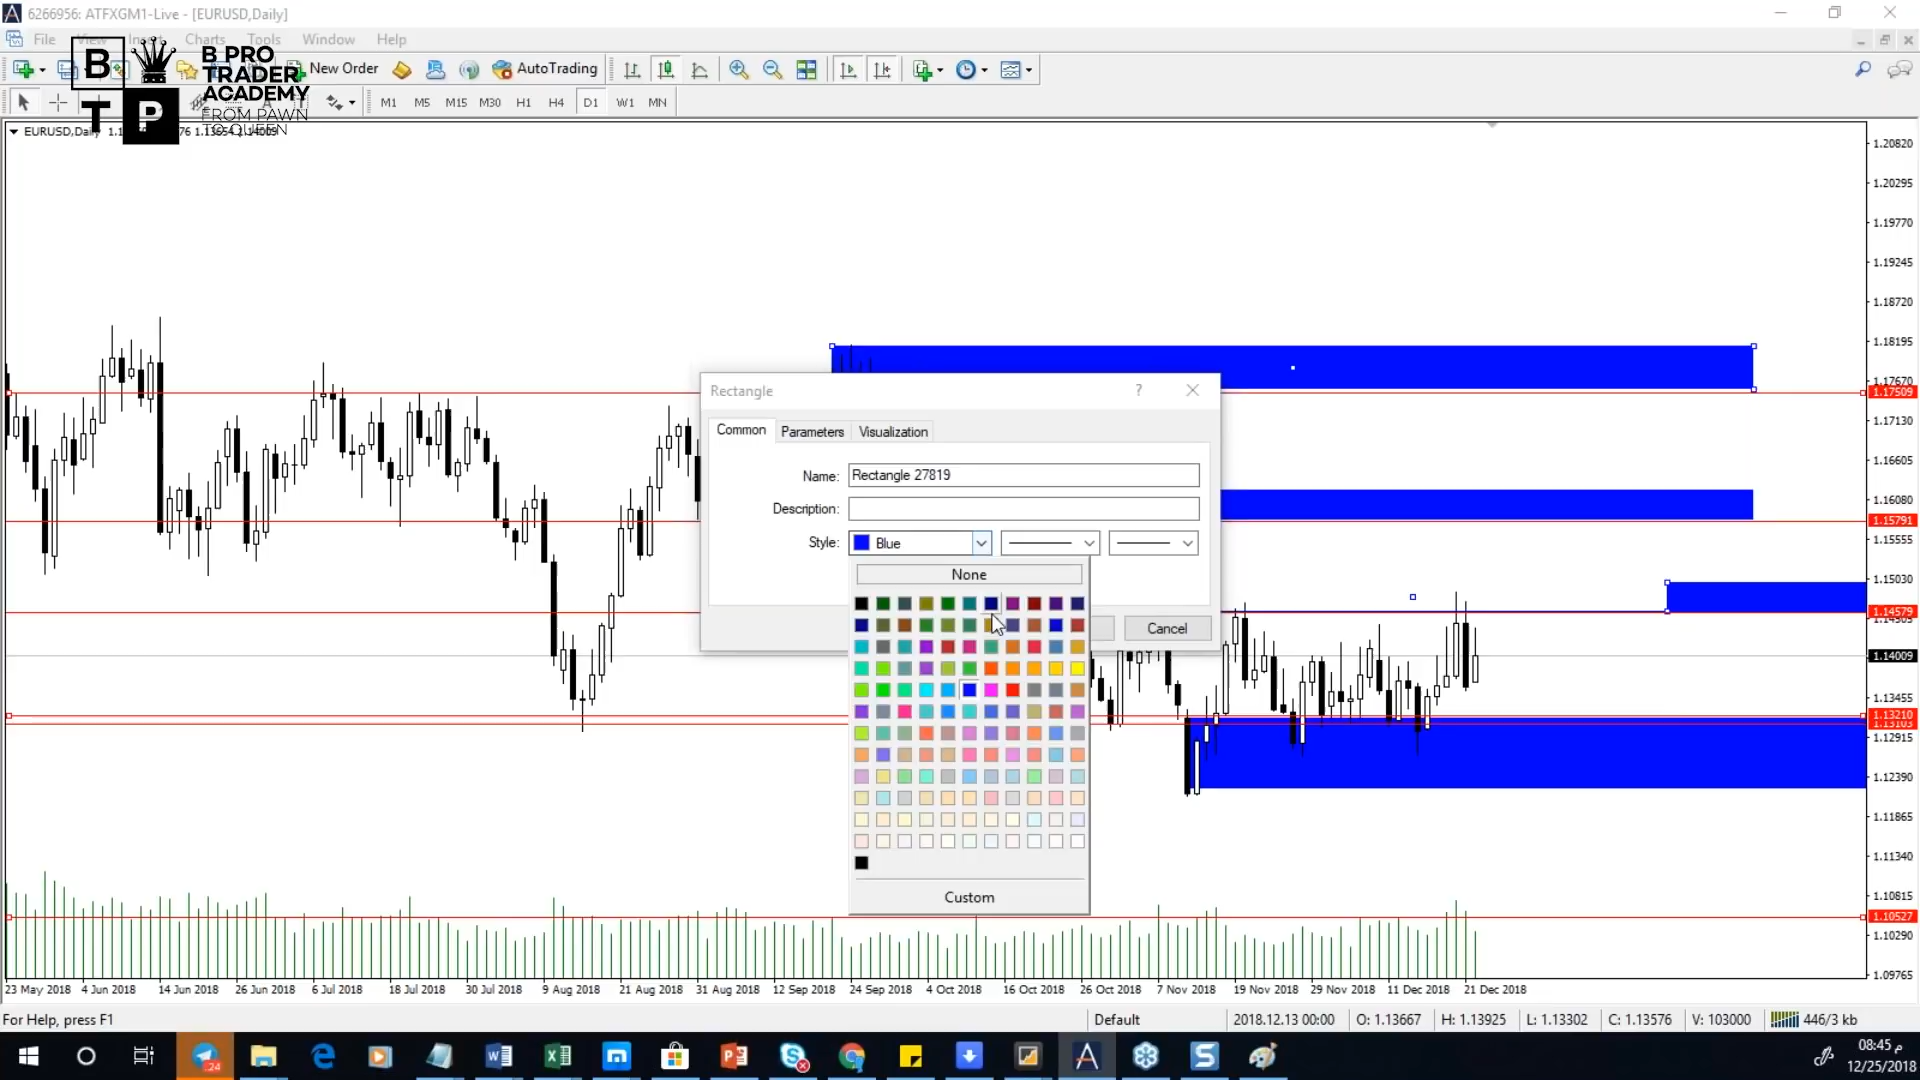 6266956: ATFXGM1-Live - [EURUSD,Daily]
File View Insert Charts Tools Window Help
B T P
B PRO
TRADER
ACADEMY
FROM PAWN
TO QUEEN
New Order
AutoTrading
M1 M5 M15 M30 H1 H4 D1 W1 MN
EURUSD,Daily
1.14009
1.20820
1.20295
1.19770
1.19245
1.18720
1.18195
1.17670
1.17509
1.17130
1.16605
1.16080
1.15791
1.15555
1.15030
1.14579
1.14505
1.14009
1.13455
1.13210
1.12915
1.12390
1.11865
1.11340
1.10815
1.10527
1.10290
1.09765
Rectangle
?
Common
Parameters
Visualization
Name:
Rectangle 27819
Description:
Style:
Blue
None
Custom
Cancel
23 May 2018 4 Jun 2018 14 Jun 2018 26 Jun 2018 6 Jul 2018 18 Jul 2018 30 Jul 2018 9 Aug 2018 21 Aug 2018 31 Aug 2018 12 Sep 2018 24 Sep 2018 4 Oct 2018 16 Oct 2018 26 Oct 2018 7 Nov 2018 19 Nov 2018 29 Nov 2018 11 Dec 2018 21 Dec 2018
For Help, press F1
Default
2018.12.13 00:00
O: 1.13667
H: 1.13925
L: 1.13302
C: 1.13576
V: 103000
446/3 kb
24
08:45 م
12/25/2018